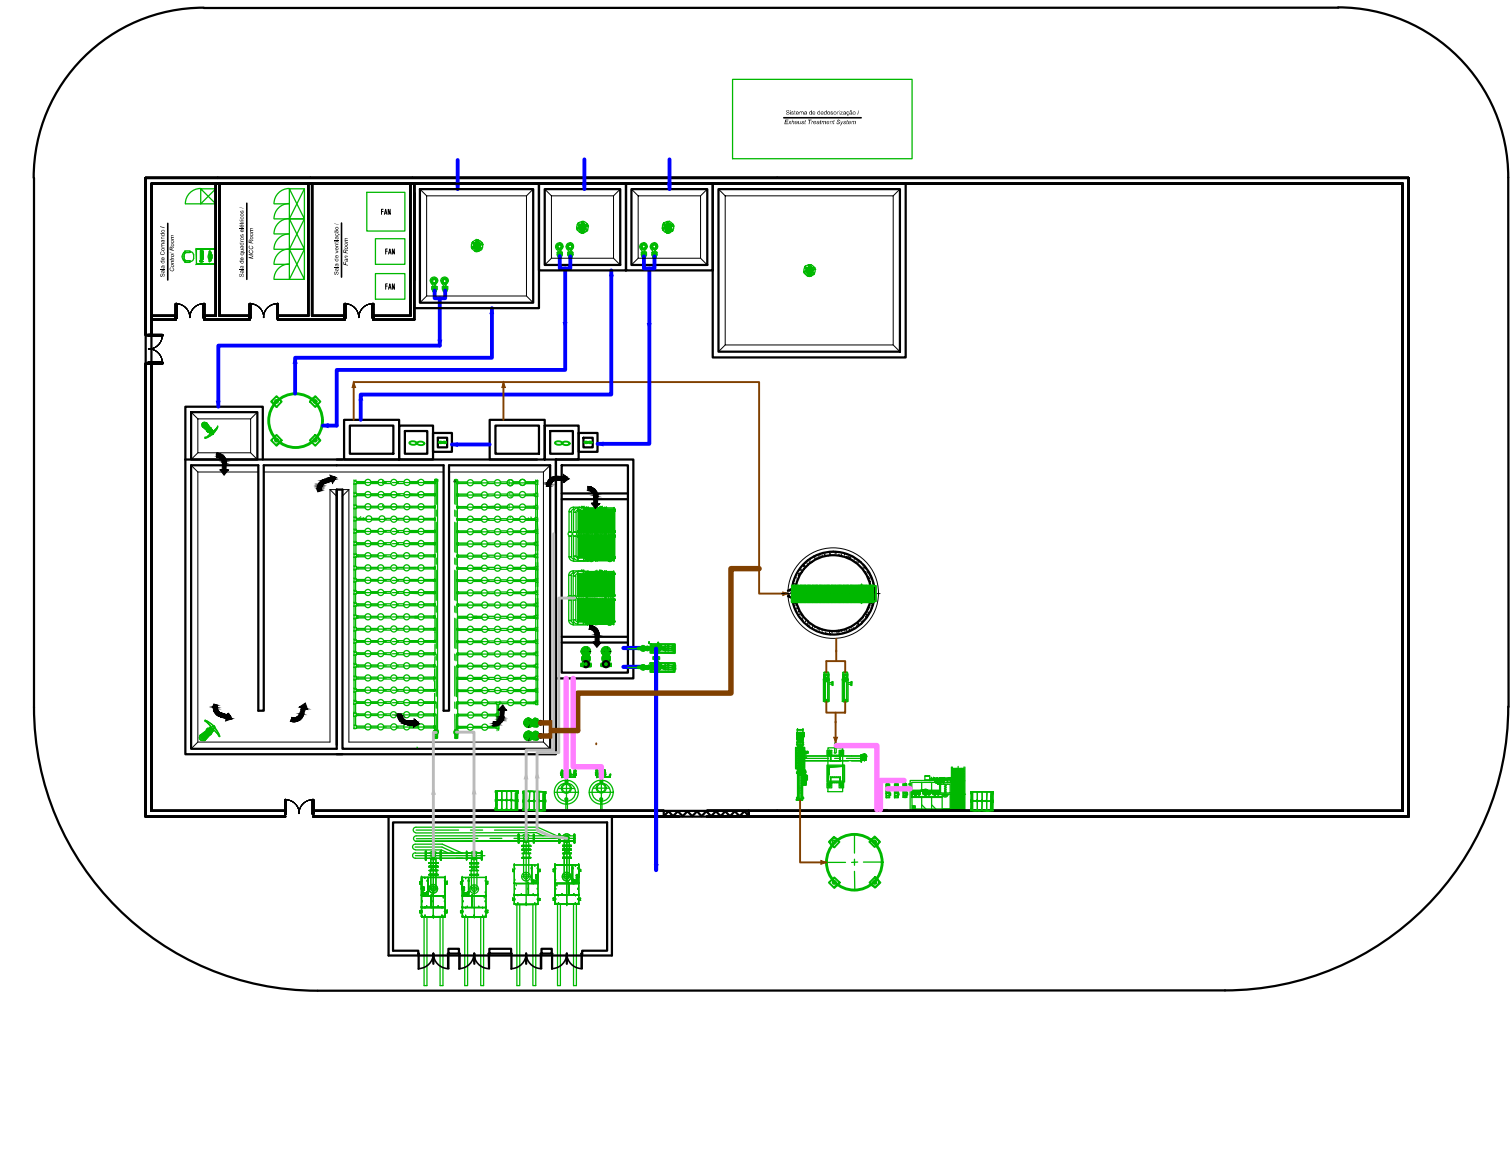 Sistema de dedesorização /
Exhaust Treatment System
Sala de Comando /
Control Room
Sala de quadros elétricos /
MCC Room
Sala de ventilação /
Fan Room
FAN
FAN
FAN